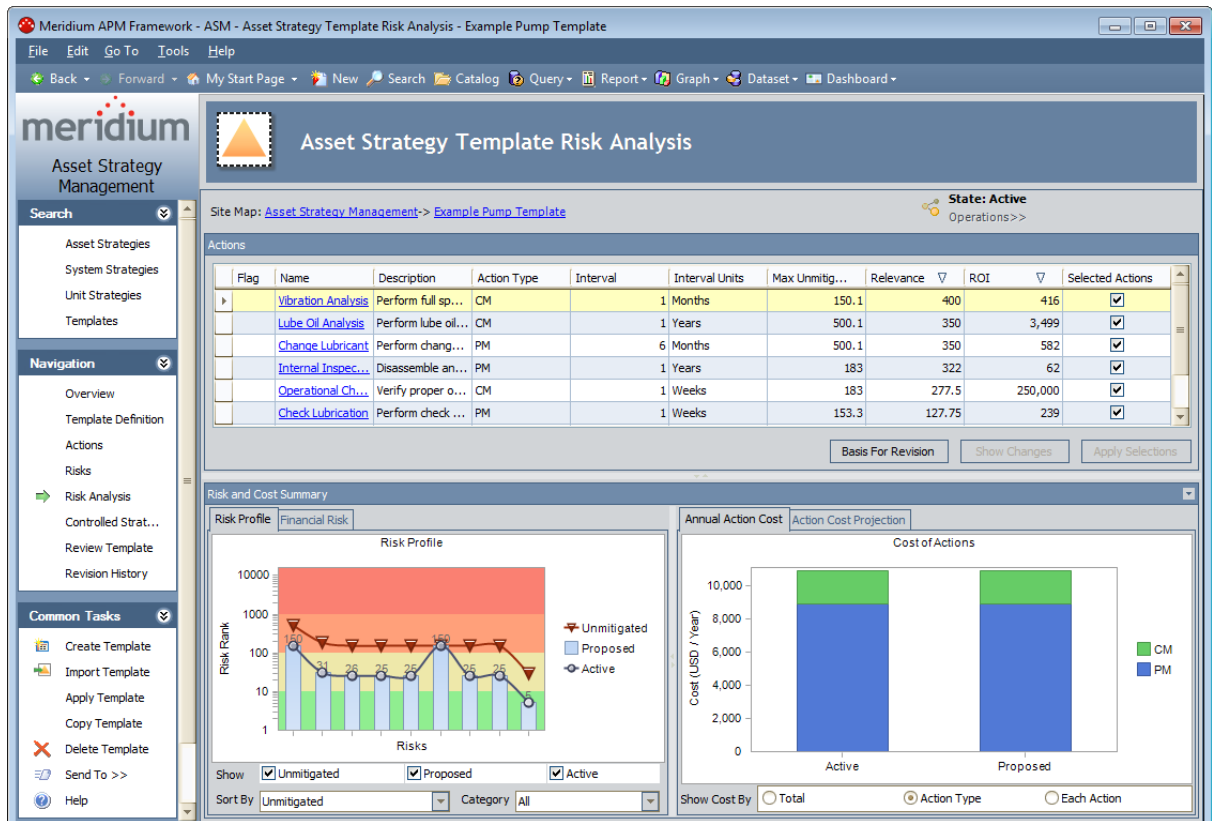 Meridium APM Framework - ASM - Asset Strategy Template Risk Analysis - Example Pump Template
File Edit Go To Tools Help
Back Forward My Start Page New Search Catalog Query Report Graph Dataset Dashboard
meridium
Asset Strategy
Management
Search
Asset Strategies
System Strategies
Unit Strategies
Templates
Navigation
Overview
Template Definition
Actions
Risks
Risk Analysis
Controlled Strat...
Review Template
Revision History
Common Tasks
Create Template
Import Template
Apply Template
Copy Template
Delete Template
Send To >>
Help
Asset Strategy Template Risk Analysis
Site Map: Asset Strategy Management-> Example Pump Template
State: Active
Operations>>
Actions
Flag Name Description Action Type Interval Interval Units Max Unmitig... Relevance ROI Selected Actions
Vibration Analysis Perform full sp... CM 1 Months 150.1 400 416
Lube Oil Analysis Perform lube oil... CM 1 Years 500.1 350 3,499
Change Lubricant Perform chang... PM 6 Months 500.1 350 582
Internal Inspec... Disassemble an... PM 1 Years 183 322 62
Operational Ch... Verify proper o... CM 1 Weeks 183 277.5 250,000
Check Lubrication Perform check ... PM 1 Weeks 153.3 127.75 239
Basis For Revision Show Changes Apply Selections
Risk and Cost Summary
Risk Profile Financial Risk
Risk Profile
Risk Rank
10000
1000
100
10
1
150 31 26 25 25 150 25 25 5
Risks
Unmitigated
Proposed
Active
Show Unmitigated Proposed Active
Sort By Unmitigated Category All
Annual Action Cost Action Cost Projection
Cost of Actions
Cost (USD / Year)
10,000
8,000
6,000
4,000
2,000
0
Active Proposed
CM
PM
Show Cost By Total Action Type Each Action